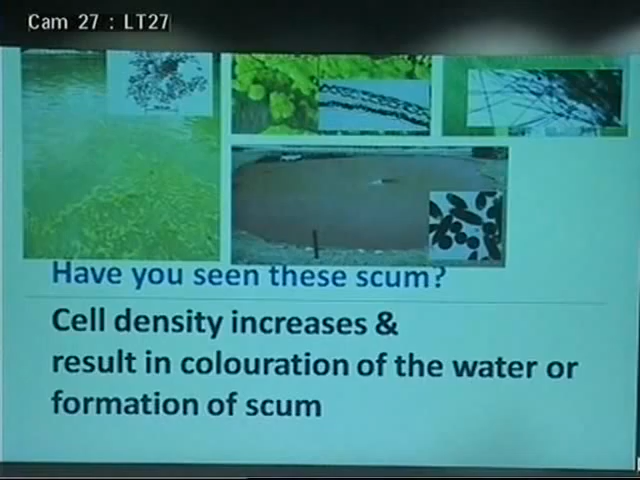 Cam 27 : LT27
Have you seen these scum?
Cell density increases &
result in colouration of the water or
formation of scum